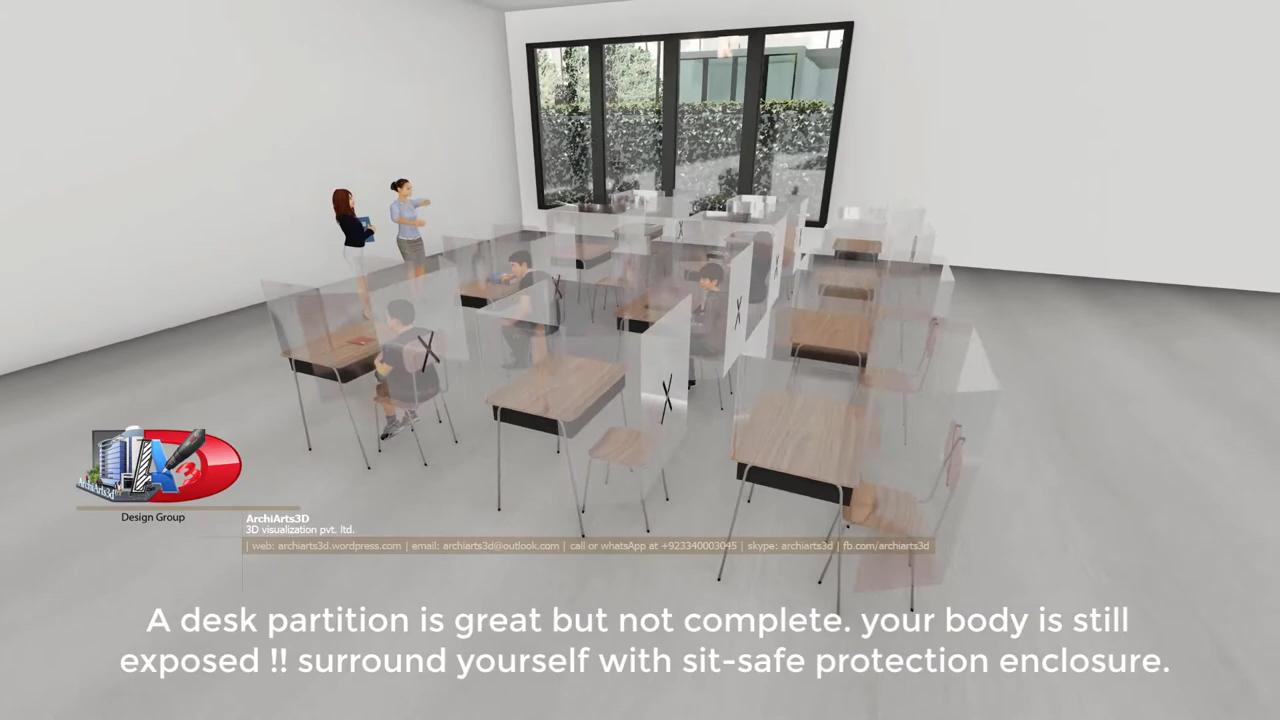 ArchiArts3d
Design Group
ArchiArts3D
3D visualization pvt. ltd.
| web: archiarts3d.wordpress.com | email: archiarts3d@outlook.com | call or whatsApp at +923340003045 | skype: archiarts3d | fb.com/archiarts3d
A desk partition is great but not complete. your body is still
exposed !! surround yourself with sit-safe protection enclosure.